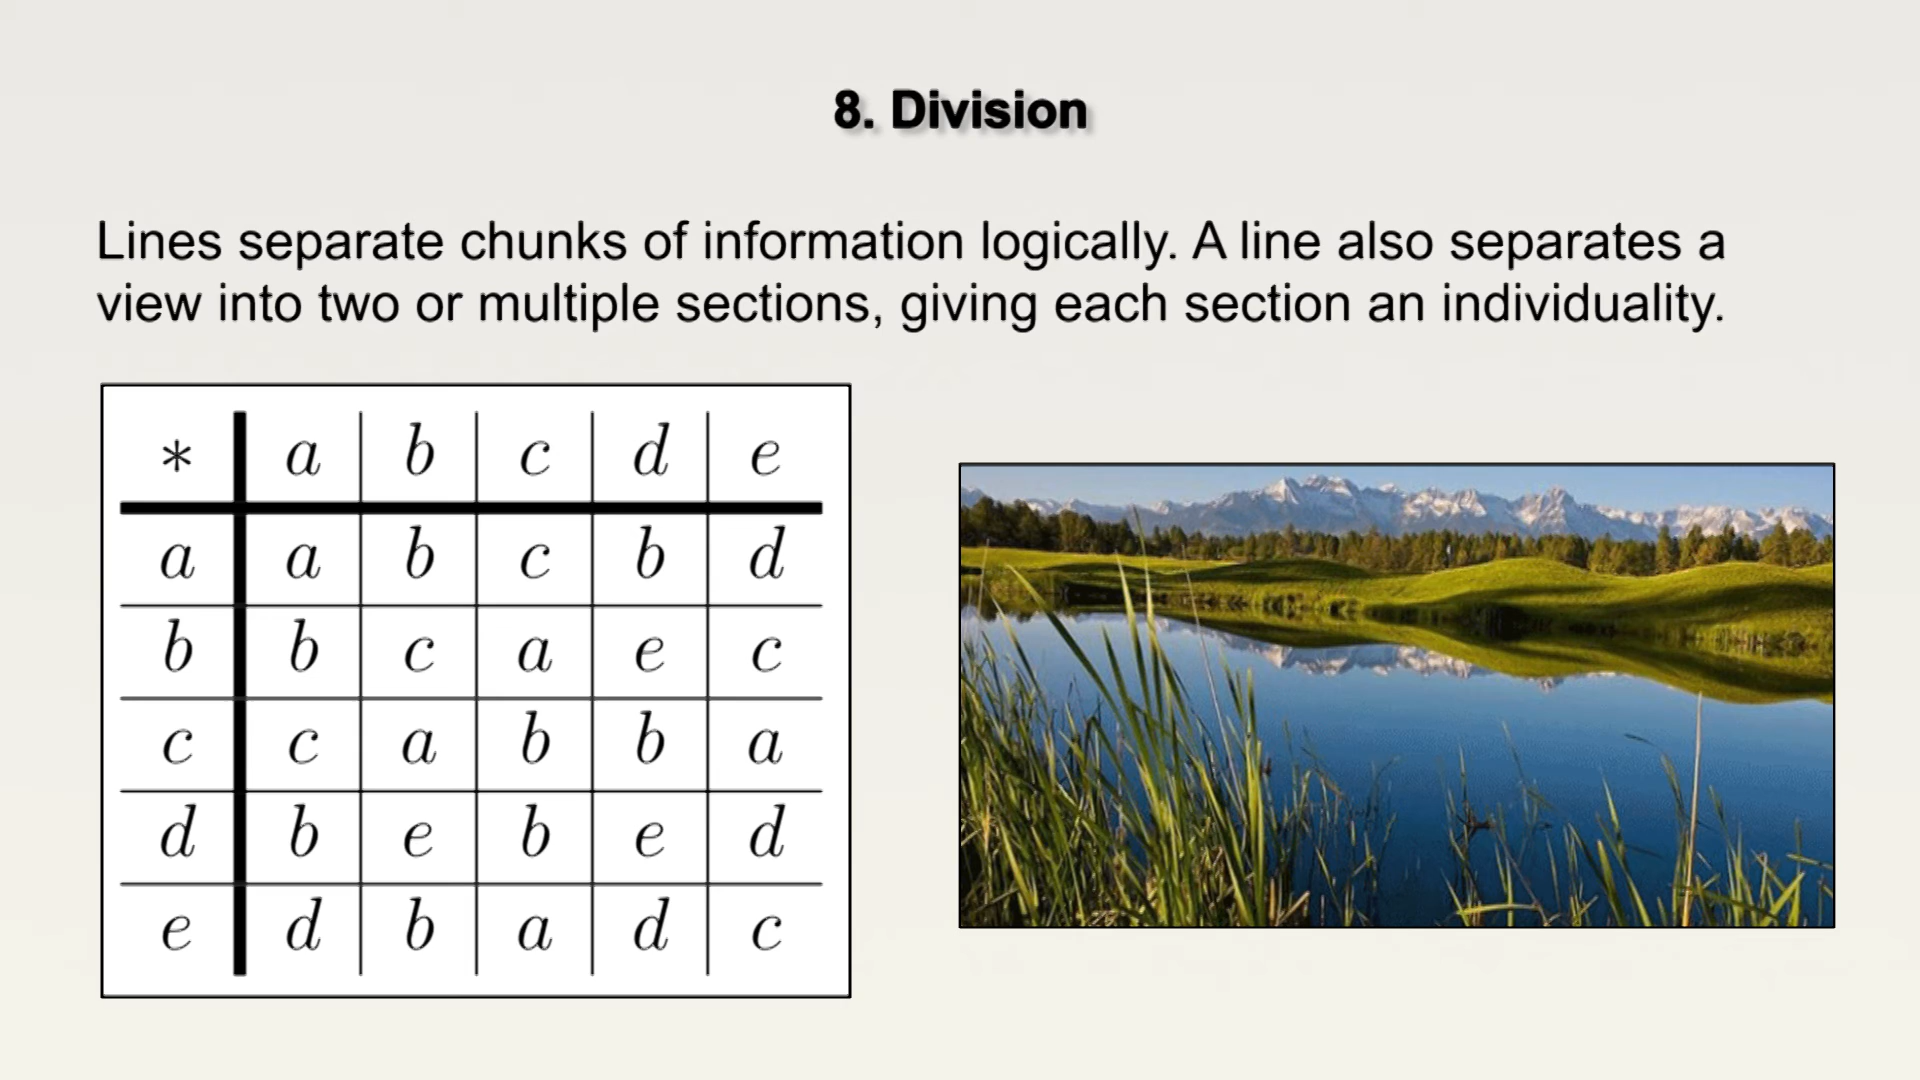 8. Division
Lines separate chunks of information logically. A line also separates a
view into two or multiple sections, giving each section an individuality.
* a b c d e
a a b c b d
b b c a e c
c c a b b a
d b e b e d
e d b a d c